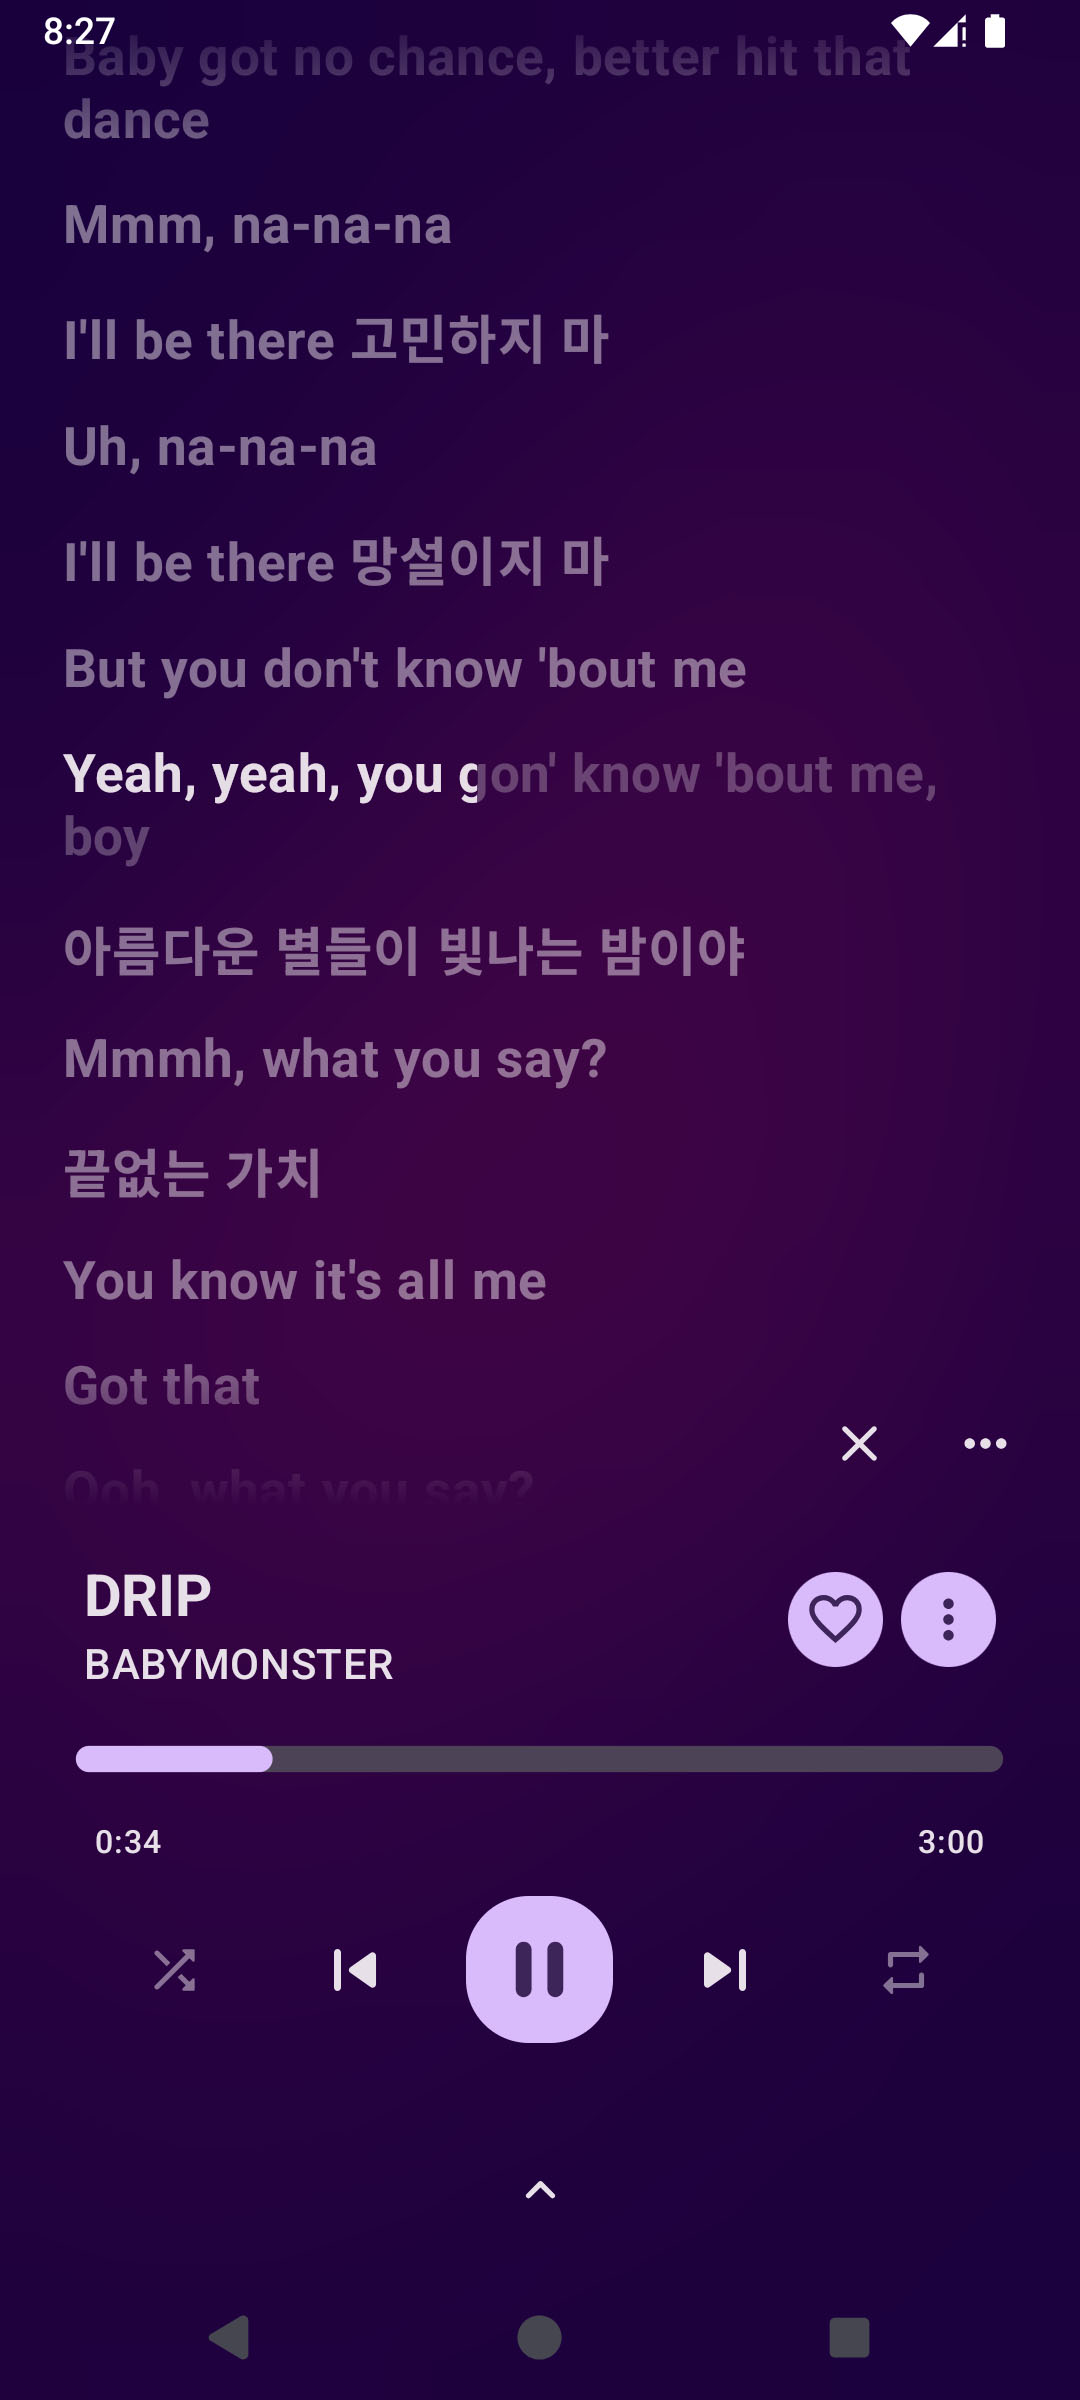 8:27
Baby got no chance, better hit that
dance
Mmm, na-na-na
I'll be there 고민하지 마
Uh, na-na-na
I'll be there 망설이지 마
But you don't know 'bout me
Yeah, yeah, you gon' know 'bout me,
boy
아름다운 별들이 빛나는 밤이야
Mmmh, what you say?
끝없는 가치
You know it's all me
Got that
Ooh, what you say?
DRIP
BABYMONSTER
0:34
3:00